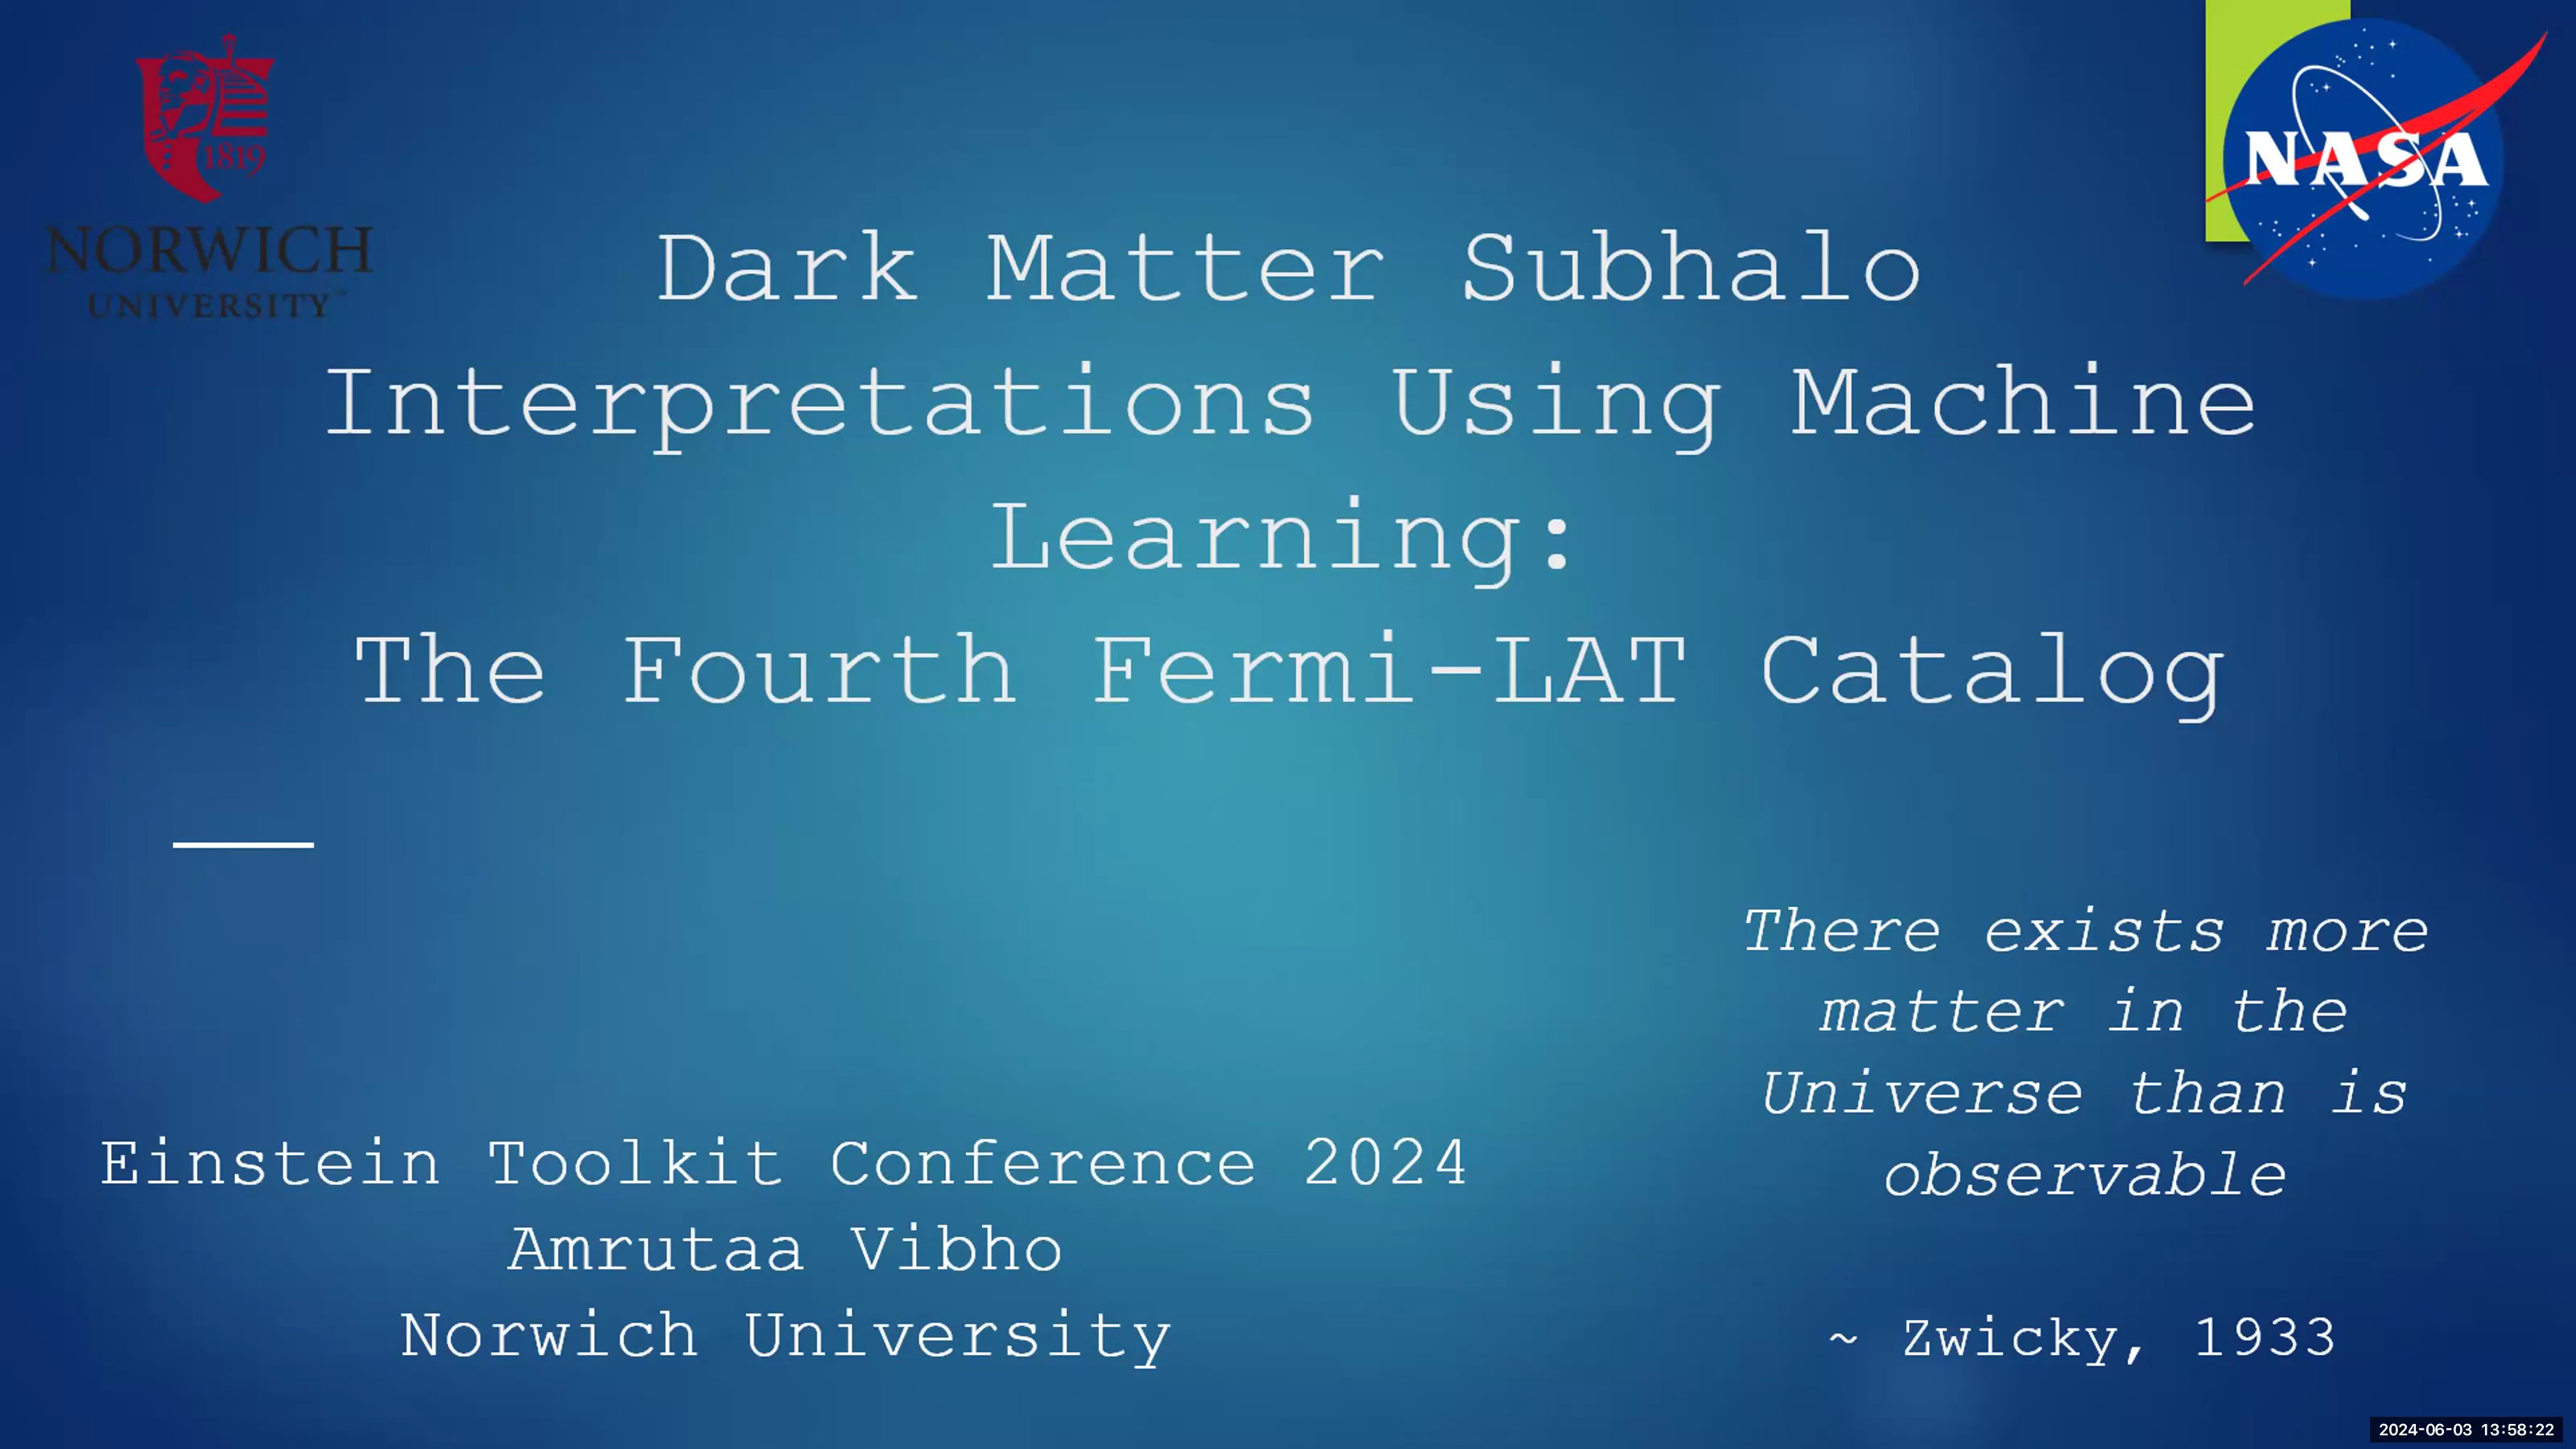 1819
NORWICH
UNIVERSITY™
NASA
Dark Matter Subhalo
Interpretations Using Machine
Learning:
The Fourth Fermi-LAT Catalog
There exists more
matter in the
Universe than is
observable
~ Zwicky, 1933
Einstein Toolkit Conference 2024
Amrutaa Vibho
Norwich University
2024-06-03 13:58:22